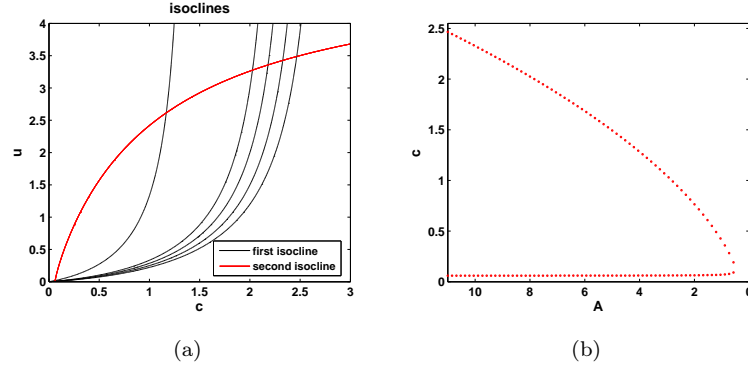 isoclines
4
3.5
3
2.5
2
1.5
1
0.5
0
u
0 0.5 1 1.5 2 2.5 3
c
first isocline
second isocline
(a)
2.5
2
1.5
1
0.5
0
c
10 8 6 4 2 0
A
(b)